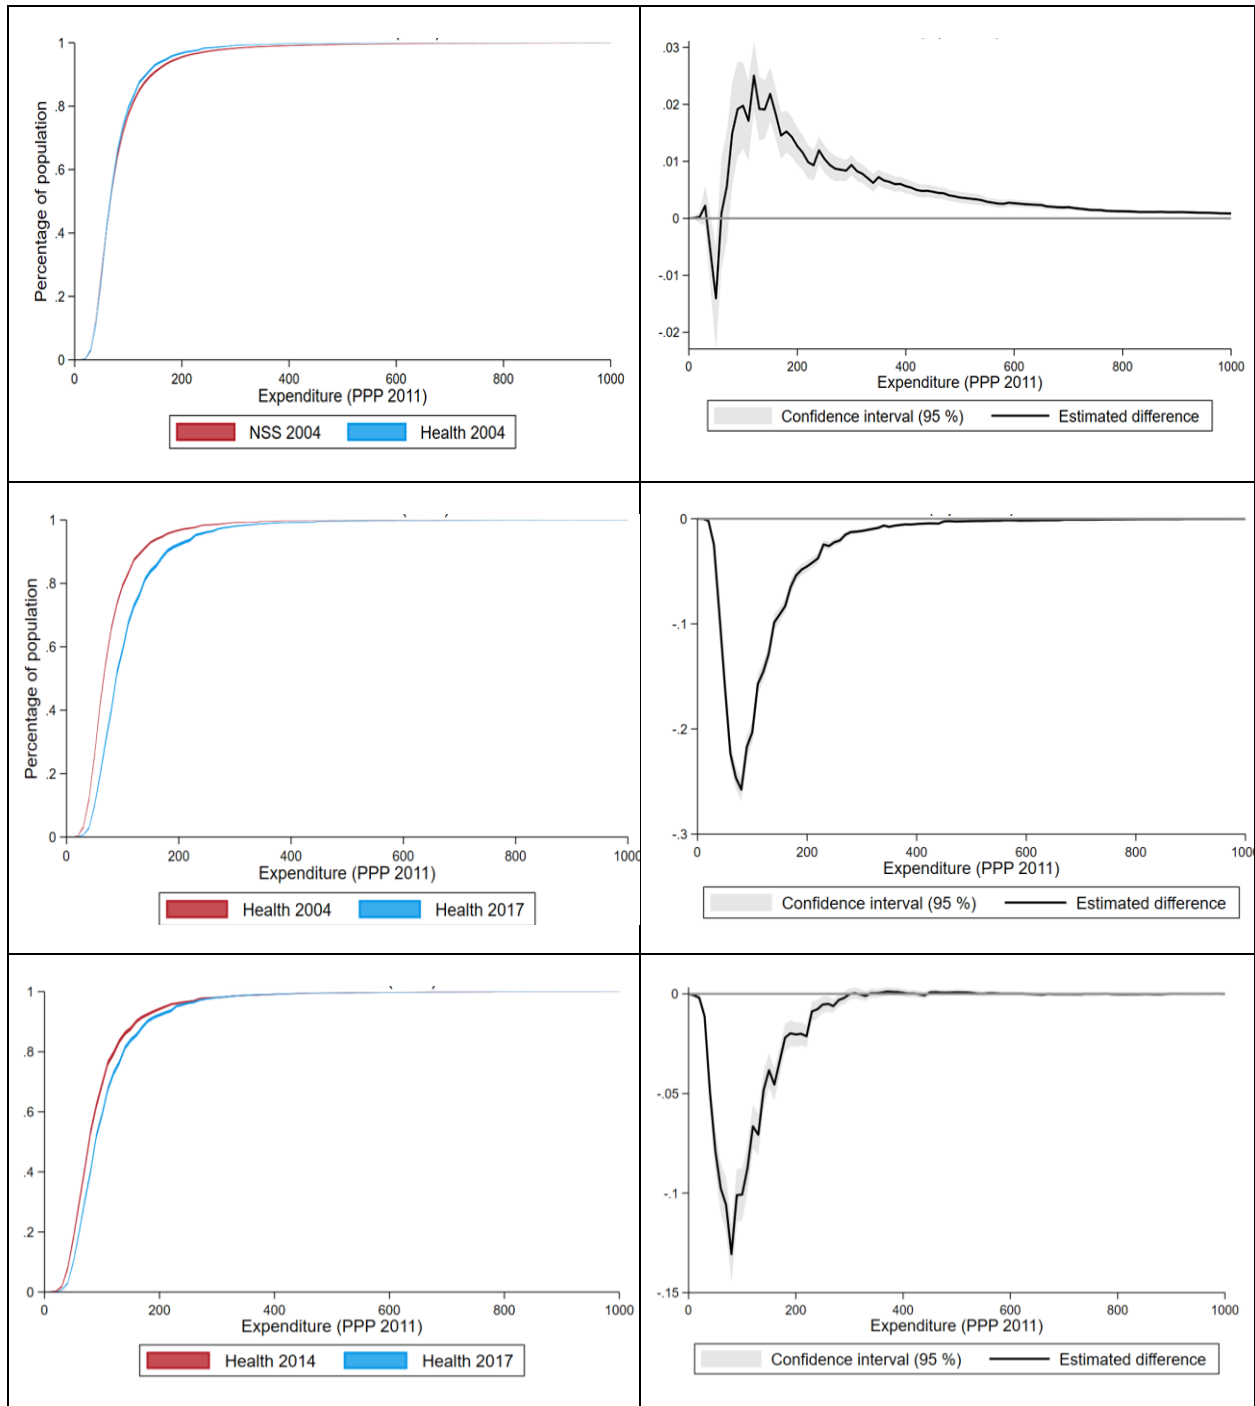 Percentage of population
1
.8
.6
.4
.2
0
0 200 400 600 800 1000
Expenditure (PPP 2011)
NSS 2004 Health 2004
.03
.02
.01
0
-.01
-.02
0 200 400 600 800 1000
Expenditure (PPP 2011)
Confidence interval (95 %) Estimated difference
Percentage of population
1
.8
.6
.4
.2
0
0 200 400 600 800 1000
Expenditure (PPP 2011)
Health 2004 Health 2017
0
-.1
-.2
-.3
0 200 400 600 800 1000
Expenditure (PPP 2011)
Confidence interval (95 %) Estimated difference
1
.8
.6
.4
.2
0
0 200 400 600 800 1000
Expenditure (PPP 2011)
Health 2014 Health 2017
0
-.05
-.1
-.15
0 200 400 600 800 1000
Expenditure (PPP 2011)
Confidence interval (95 %) Estimated difference